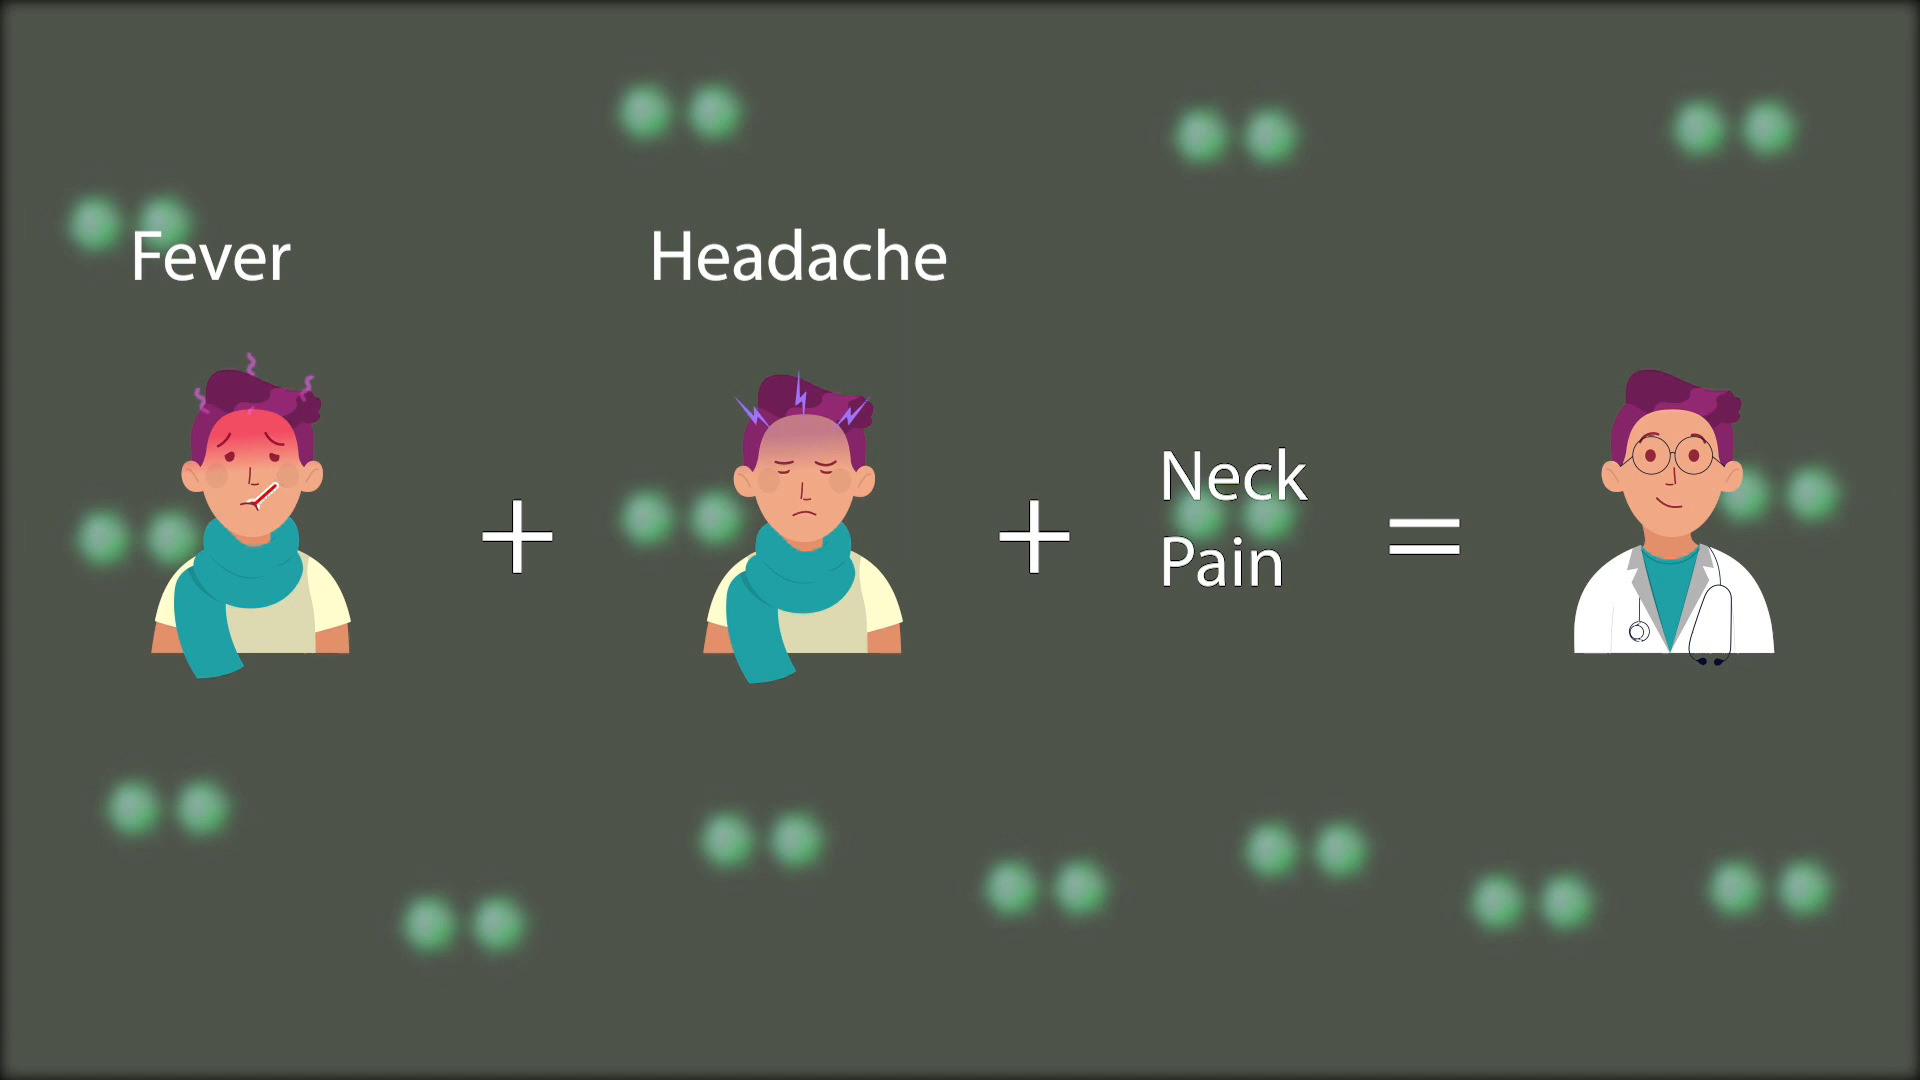 Fever
Headache
+
+
Neck
Pain
=